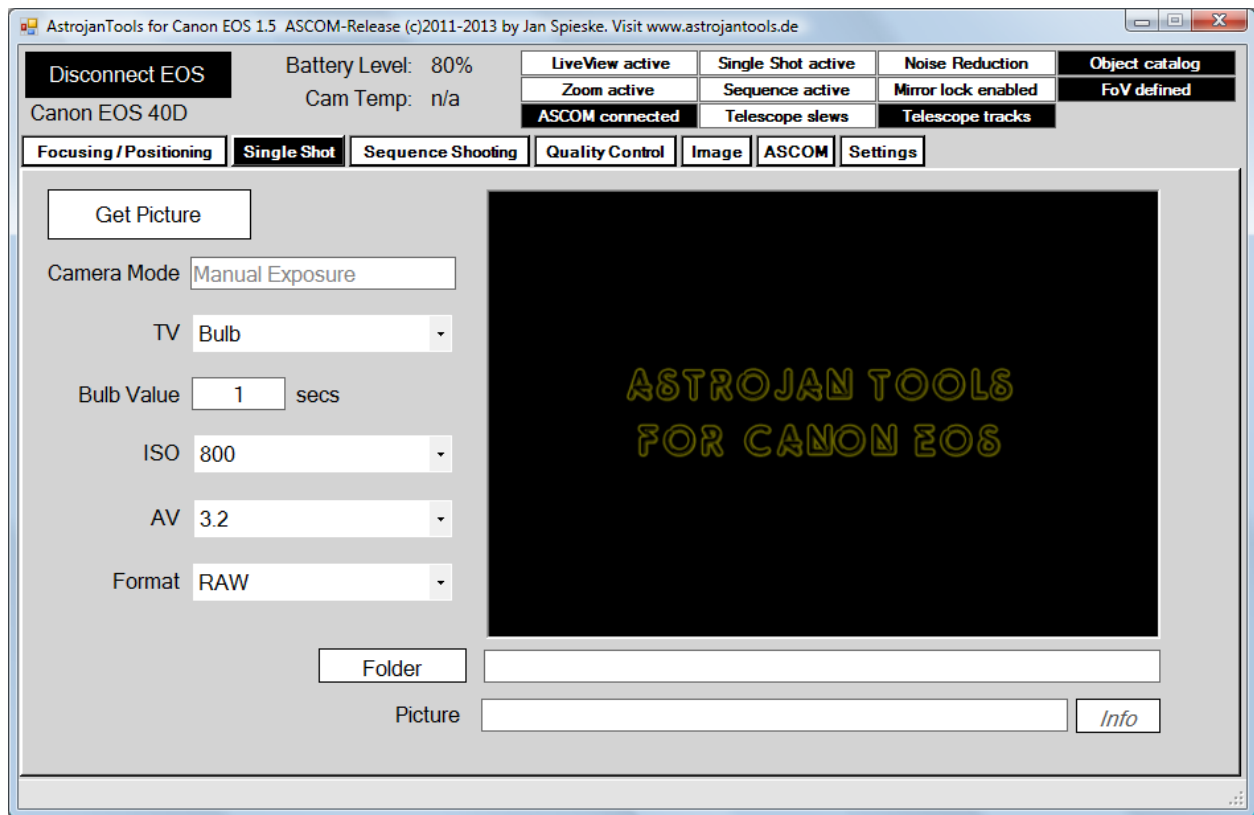 AstrojanTools for Canon EOS 1.5 ASCOM-Release (c)2011-2013 by Jan Spieske. Visit www.astrojantools.de
Disconnect EOS
Battery Level: 80%
Canon EOS 40D
Cam Temp: n/a
LiveView active Single Shot active Noise Reduction Object catalog
Zoom active Sequence active Mirror lock enabled FoV defined
ASCOM connected Telescope slews Telescope tracks
Focusing / Positioning Single Shot Sequence Shooting Quality Control Image ASCOM Settings
Get Picture
Camera Mode Manual Exposure
TV Bulb
Bulb Value 1 secs
ISO 800
AV 3.2
Format RAW
ASTROJAN TOOLS
FOR CANON EOS
Folder
Picture Info